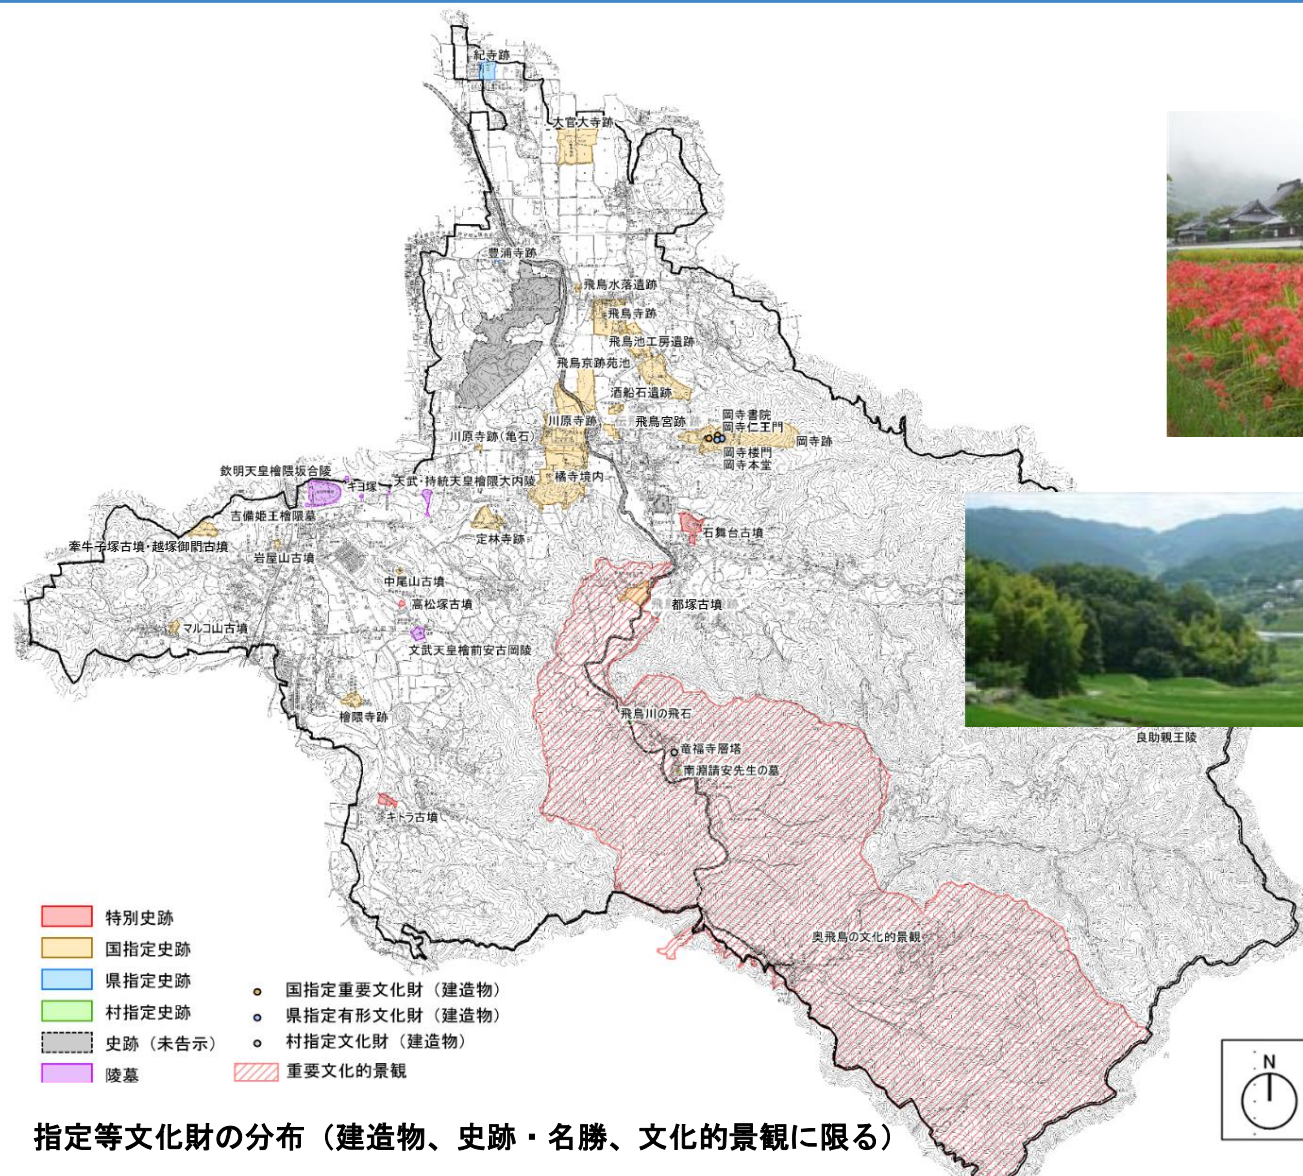 紀寺跡
大官大寺跡
豊浦寺跡
飛鳥水落遺跡
飛鳥寺跡
飛鳥池工房遺跡
飛鳥京跡苑池
酒船石遺跡
川原寺跡
飛鳥宮跡
岡寺書院
岡寺仁王門
岡寺跡
岡寺楼門
岡寺本堂
川原寺跡(亀石)
橘寺境内
欽明天皇檜隈坂合陵
キヨ塚
天武・持統天皇檜隈大内陵
吉備姫王檜隈墓
定林寺跡
石舞台古墳
牽牛子塚古墳・越塚御門古墳
岩屋山古墳
中尾山古墳
高松塚古墳
都塚古墳
マルコ山古墳
文武天皇檜前安古岡陵
檜隈寺跡
飛鳥川の飛石
良助親王陵
竜福寺層塔
南淵請安先生の墓
キトラ古墳
奥飛鳥の文化的景観
特別史跡
国指定史跡
県指定史跡
村指定史跡
史跡（未告示）
陵墓
国指定重要文化財（建造物）
県指定有形文化財（建造物）
村指定文化財（建造物）
重要文化的景観
N
指定等文化財の分布（建造物、史跡・名勝、文化的景観に限る）